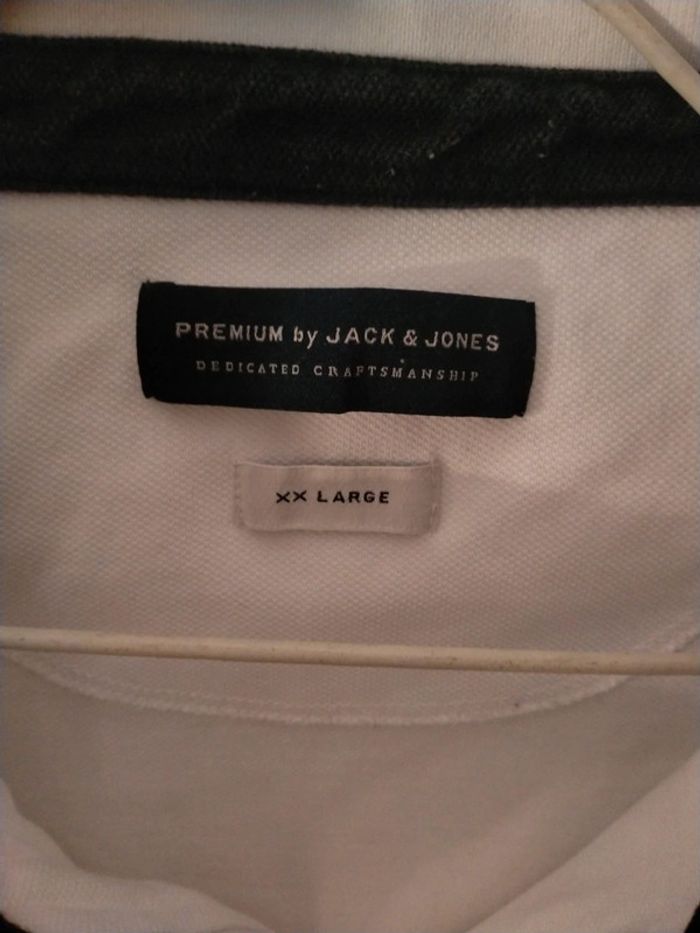 PREMIUM by JACK & JONES
DEDICATED CRAFTSMANSHIP
XX LARGE